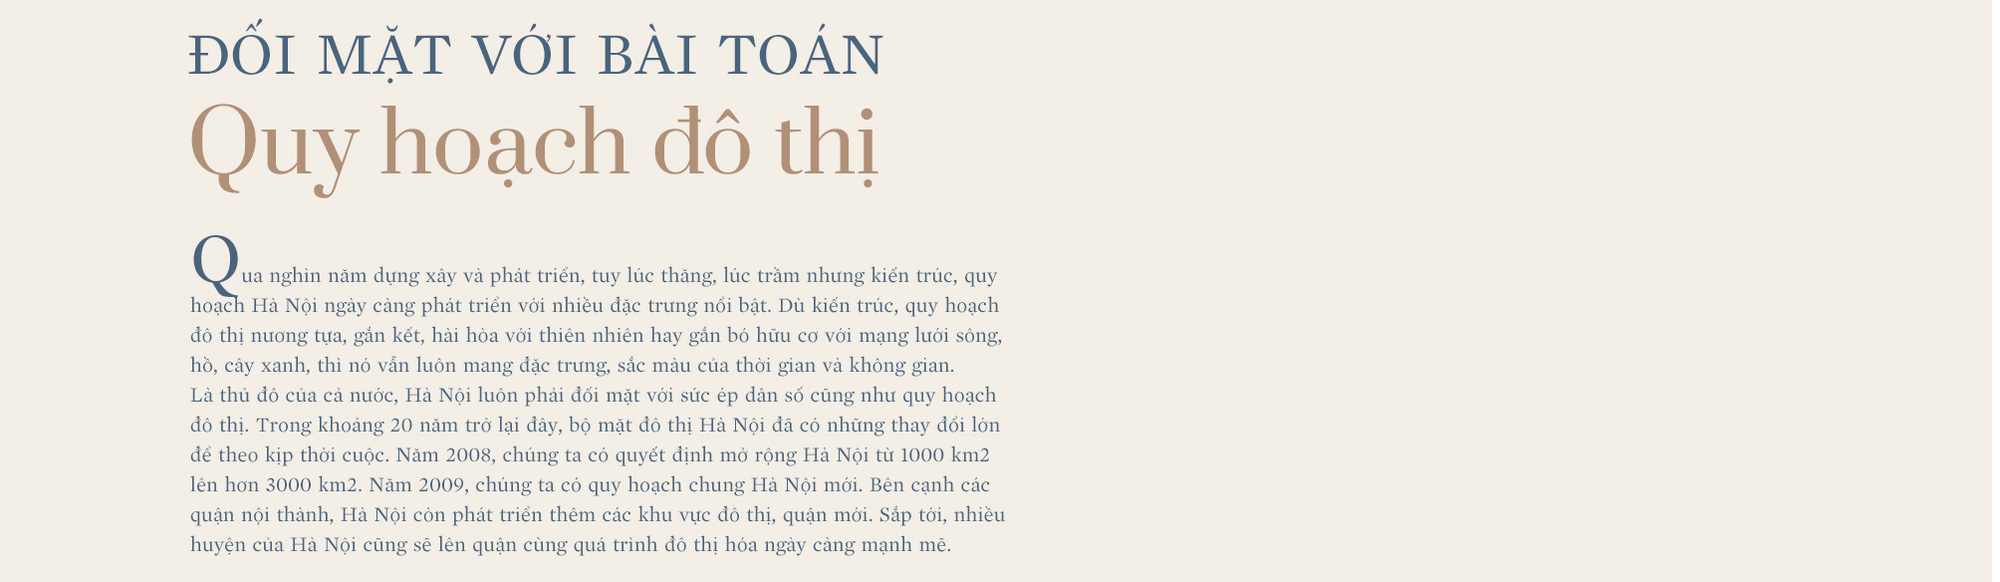 ĐỐI MẶT VỚI BÀI TOÁN
Quy hoạch đô thị
Qua nghìn năm dựng xây và phát triển, tuy lúc thăng, lúc trầm nhưng kiến trúc, quy
hoạch Hà Nội ngày càng phát triển với nhiều đặc trưng nổi bật. Dù kiến trúc, quy hoạch
đô thị nương tựa, gắn kết, hài hòa với thiên nhiên hay gắn bó hữu cơ với mạng lưới sông,
hồ, cây xanh, thì nó vẫn luôn mang đặc trưng, sắc màu của thời gian và không gian.
Là thủ đô của cả nước, Hà Nội luôn phải đối mặt với sức ép dân số cũng như quy hoạch
đô thị. Trong khoảng 20 năm trở lại đây, bộ mặt đô thị Hà Nội đã có những thay đổi lớn
để theo kịp thời cuộc. Năm 2008, chúng ta có quyết định mở rộng Hà Nội từ 1000 km2
lên hơn 3000 km2. Năm 2009, chúng ta có quy hoạch chung Hà Nội mới. Bên cạnh các
quận nội thành, Hà Nội còn phát triển thêm các khu vực đô thị, quận mới. Sắp tới, nhiều
huyện của Hà Nội cũng sẽ lên quận cùng quá trình đô thị hóa ngày càng mạnh mẽ.